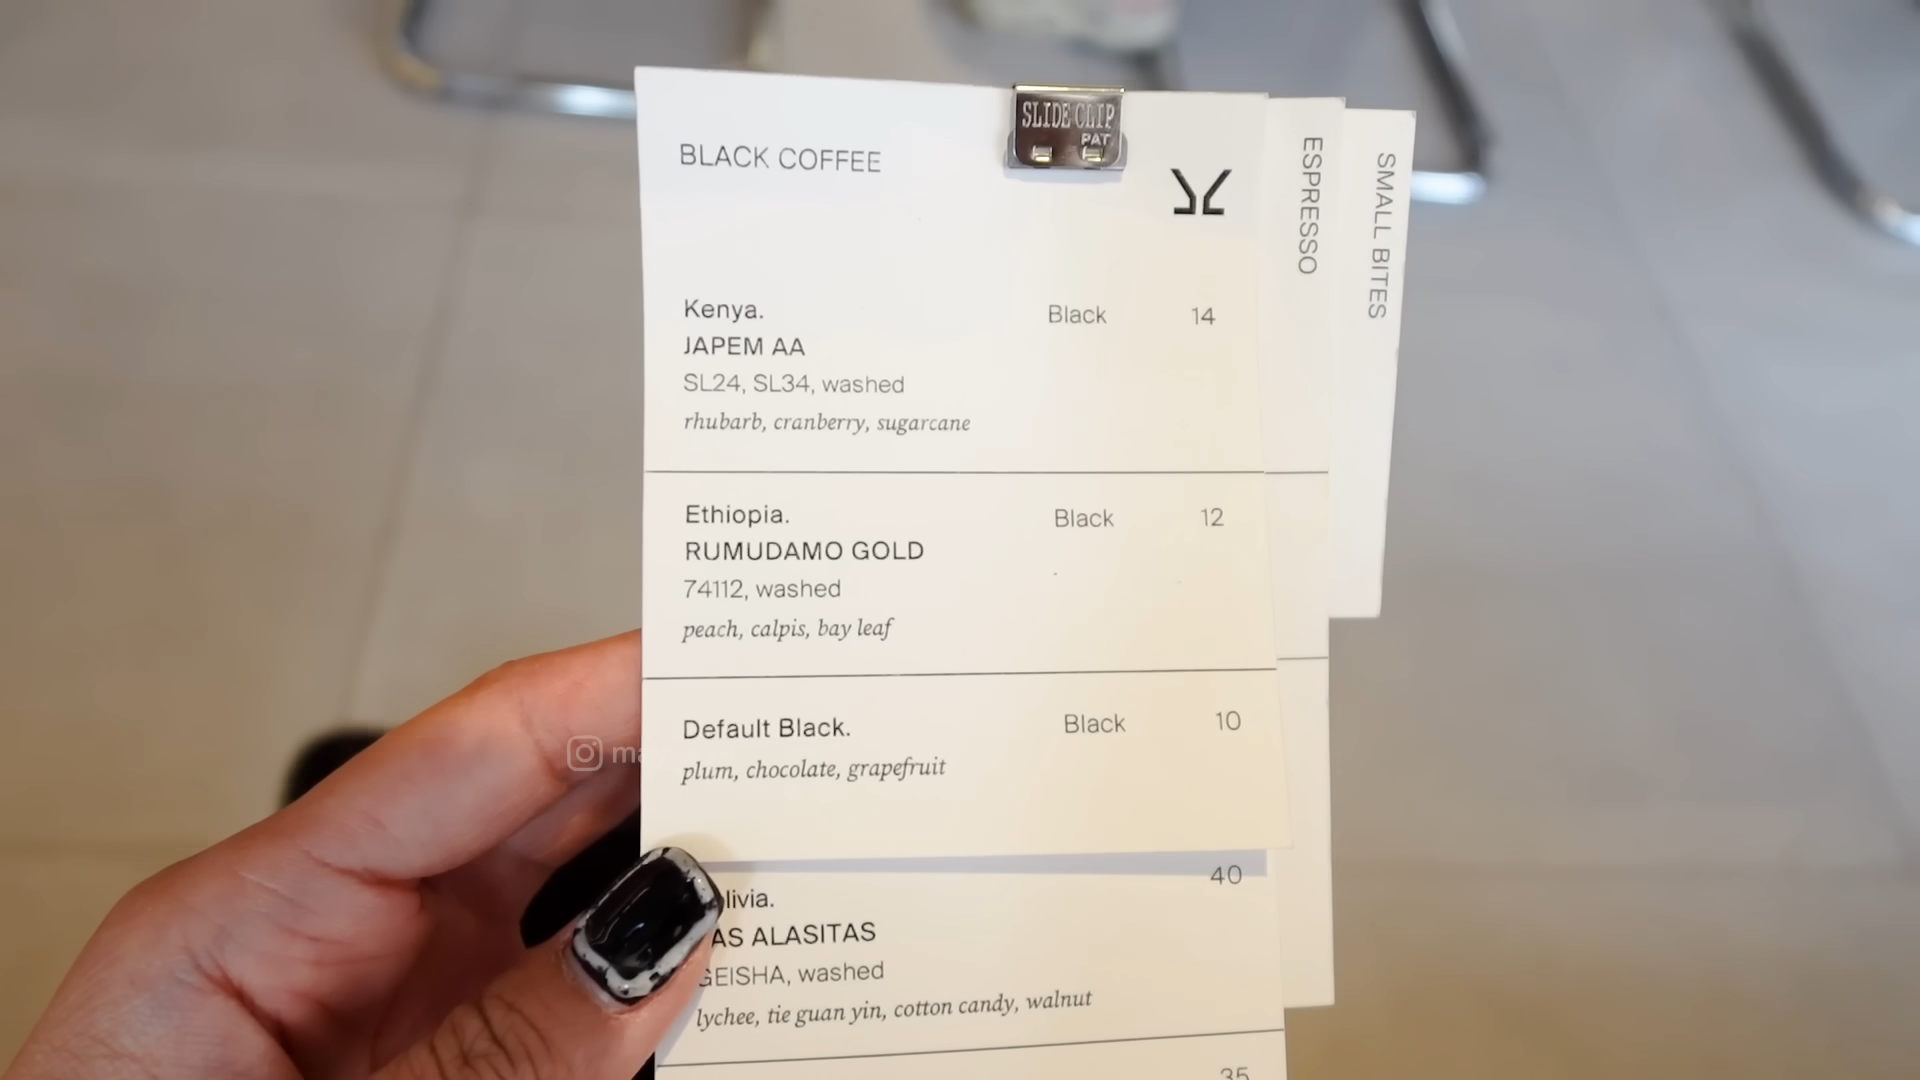 SLIDE CLIP
PAT
BLACK COFFEE
ESPRESSO
SMALL BITES
Kenya. Black 14
JAPEM AA
SL24, SL34, washed
rhubarb, cranberry, sugarcane
Ethiopia. Black 12
RUMUDAMO GOLD
74112, washed
peach, calpis, bay leaf
Default Black. Black 10
plum, chocolate, grapefruit
40
livia.
AS ALASITAS
GEISHA, washed
lychee, tie guan yin, cotton candy, walnut
35